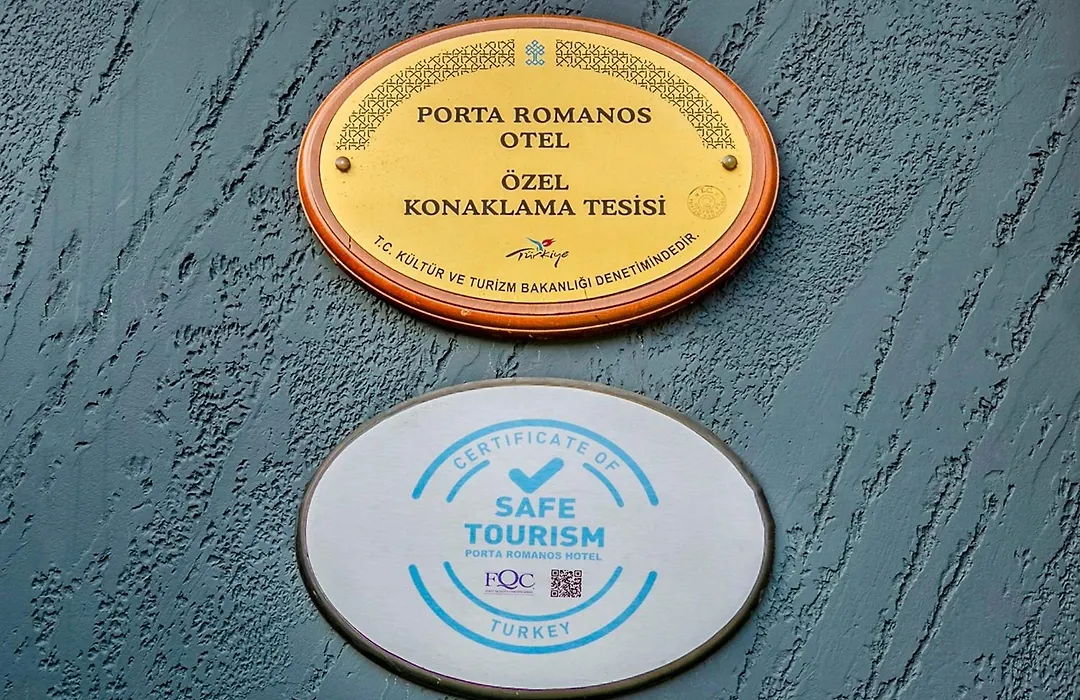 PORTA ROMANOS
OTEL
ÖZEL
KONAKLAMA TESİSİ
Türkiye
T.C. KÜLTÜR VE TURİZM BAKANLIĞI DENETİMİNDEDİR.
CERTIFICATE OF
SAFE
TOURISM
PORTA ROMANOS HOTEL
FQC
TURKEY